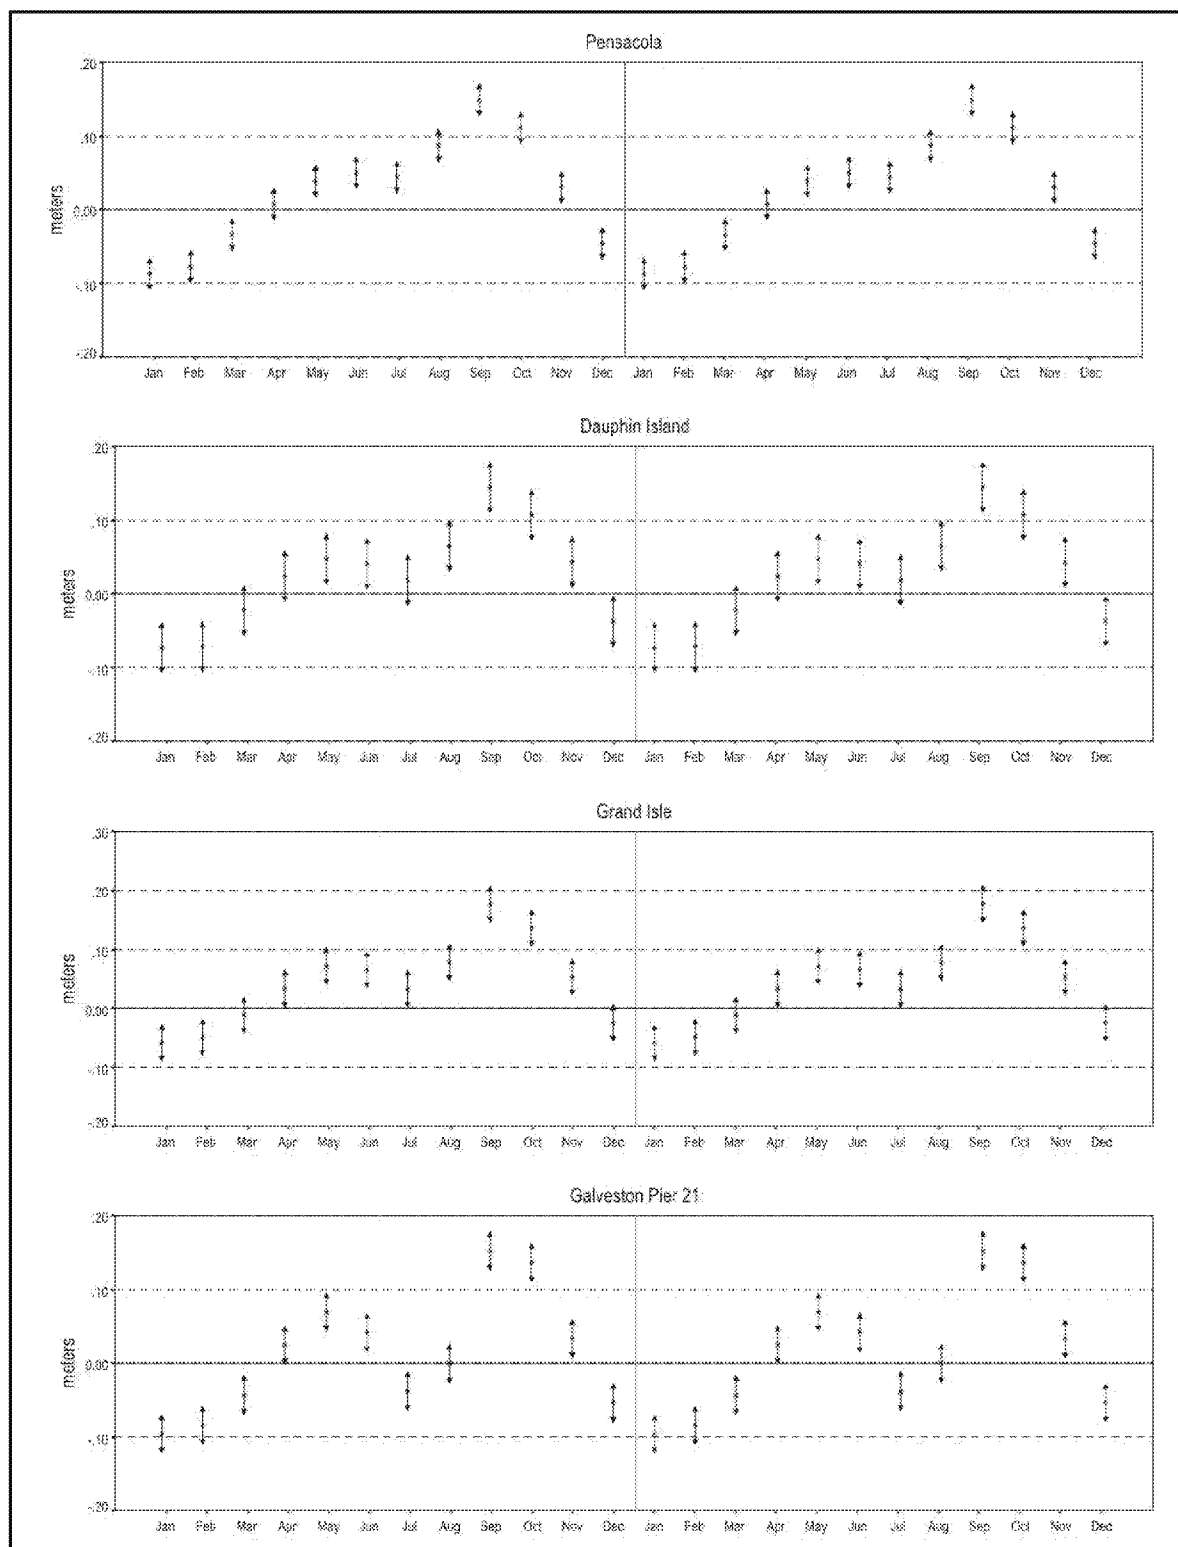 Pensacola
.20
.10
0.00
-.10
-.20
meters
Jan Feb Mar Apr May Jun Jul Aug Sep Oct Nov Dec Jan Feb Mar Apr May Jun Jul Aug Sep Oct Nov Dec
Dauphin Island
.20
.10
0.00
-.10
-.20
meters
Jan Feb Mar Apr May Jun Jul Aug Sep Oct Nov Dec Jan Feb Mar Apr May Jun Jul Aug Sep Oct Nov Dec
Grand Isle
.30
.20
.10
0.00
-.10
-.20
meters
Jan Feb Mar Apr May Jun Jul Aug Sep Oct Nov Dec Jan Feb Mar Apr May Jun Jul Aug Sep Oct Nov Dec
Galveston Pier 21
.20
.10
0.00
-.10
-.20
meters
Jan Feb Mar Apr May Jun Jul Aug Sep Oct Nov Dec Jan Feb Mar Apr May Jun Jul Aug Sep Oct Nov Dec